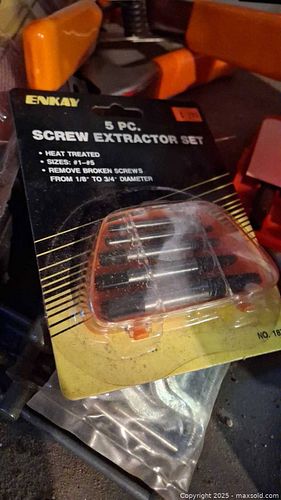 ENKAY
5 PC.
SCREW EXTRACTOR SET
• HEAT TREATED
• SIZES: #1–#5
• REMOVE BROKEN SCREWS
FROM 1/8" TO 3/4" DIAMETER
NO.
Copyright 2025 - maxsold.com